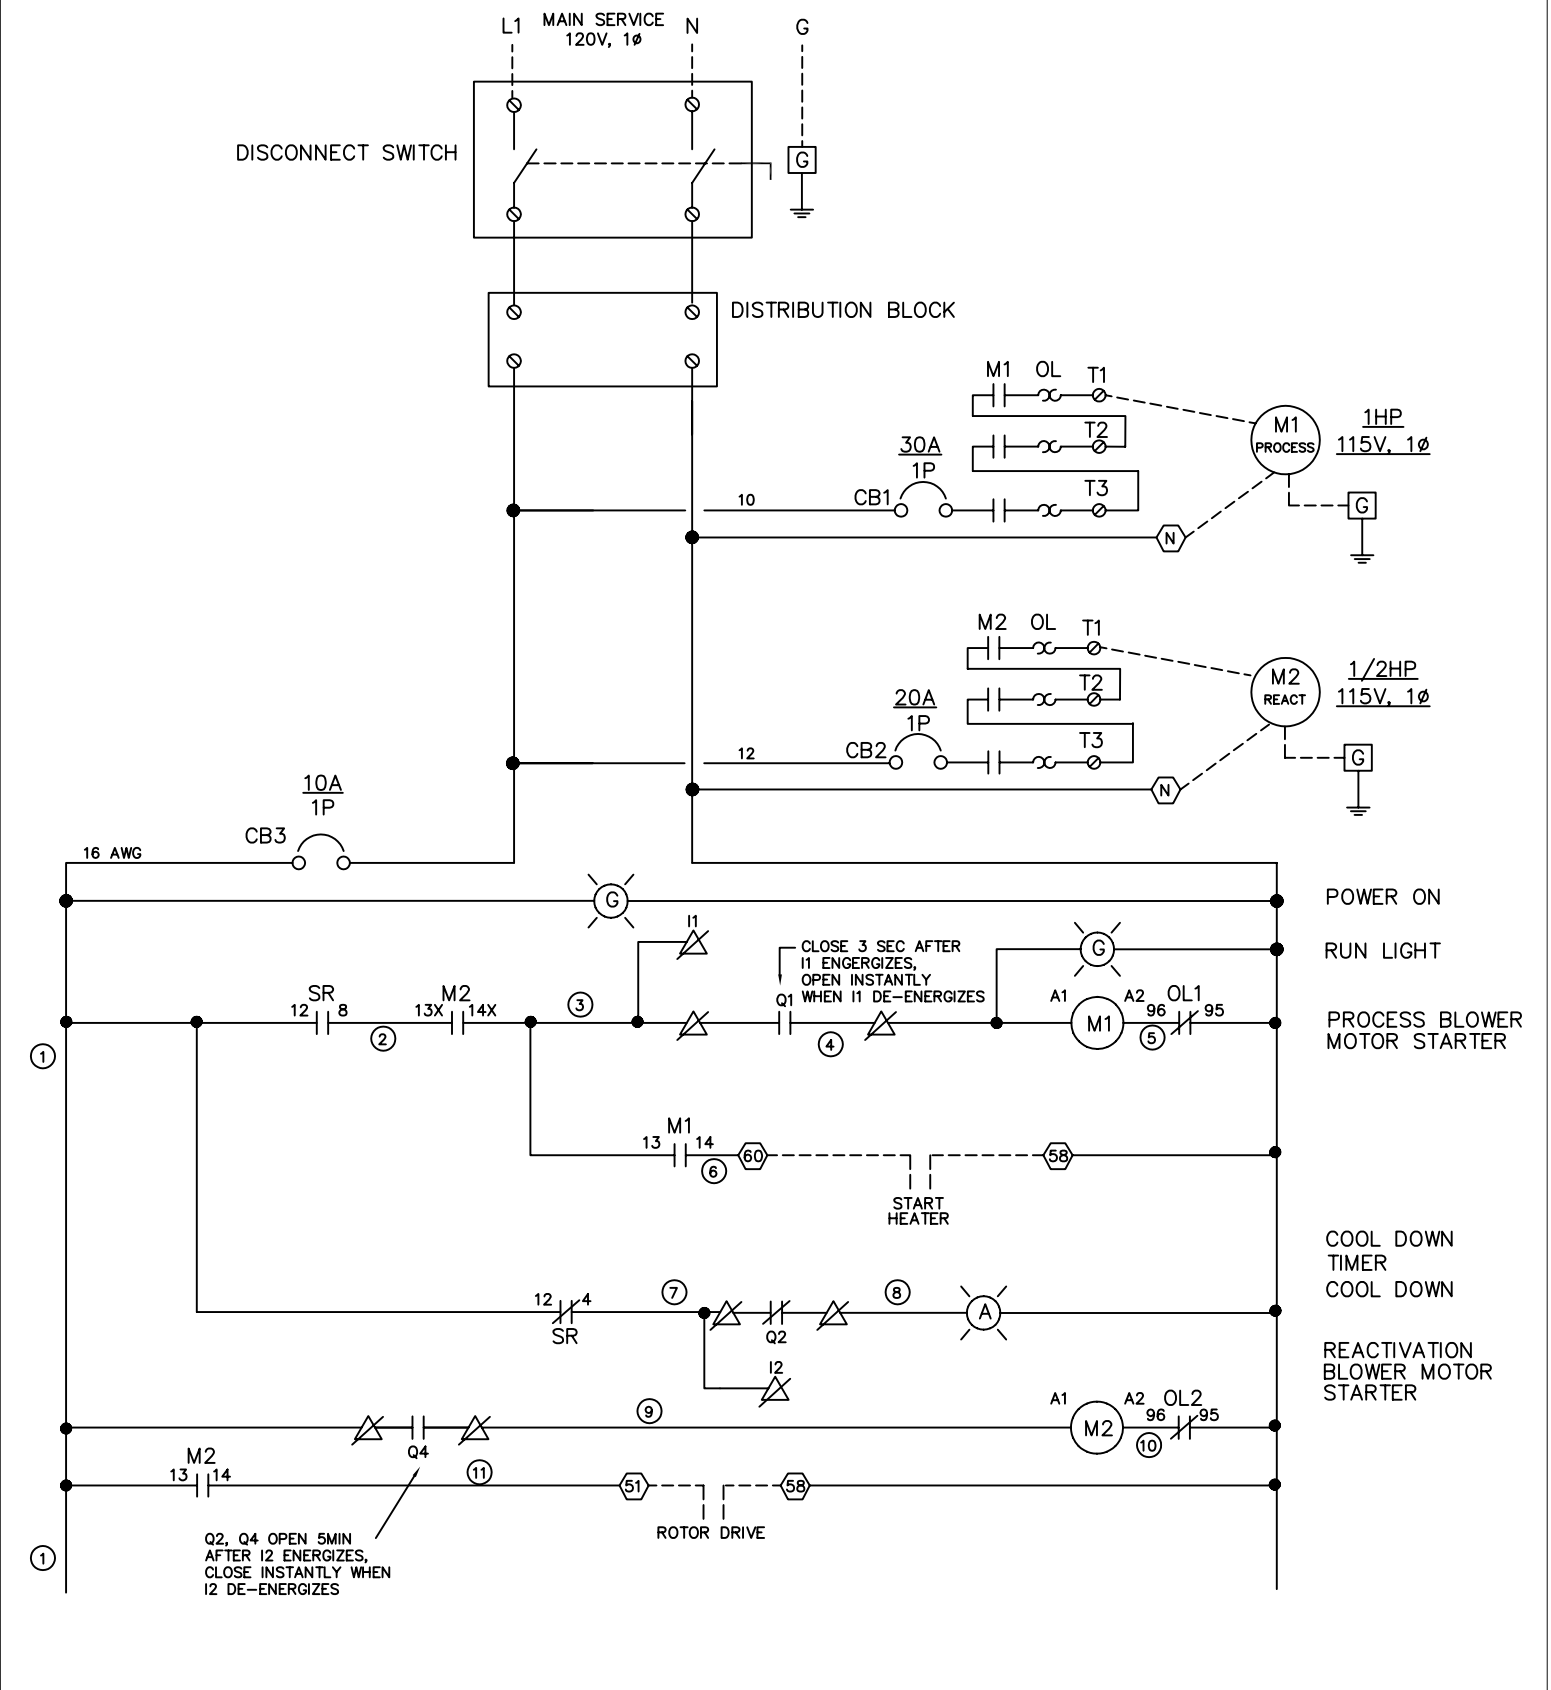 L1
MAIN SERVICE
120V, 1ø
N
G
DISCONNECT SWITCH
G
DISTRIBUTION BLOCK
M1 OL T1
T2
T3
30A
1P
CB1
10
M1
PROCESS
1HP
115V, 1ø
G
N
M2 OL T1
T2
T3
20A
1P
CB2
12
M2
REACT
1/2HP
115V, 1ø
G
N
10A
1P
CB3
16 AWG
G
POWER ON
I1
CLOSE 3 SEC AFTER
I1 ENGERGIZES,
OPEN INSTANTLY
WHEN I1 DE-ENERGIZES
G
RUN LIGHT
SR
12 8
2
M2
13X 14X
3
Q1
4
A1
M1
A2
OL1
96 95
5
PROCESS BLOWER
MOTOR STARTER
1
M1
13 14
6
60
58
START
HEATER
COOL DOWN
TIMER
COOL DOWN
12 4
SR
7
Q2
8
A
I2
REACTIVATION
BLOWER MOTOR
STARTER
Q4
9
A1
M2
A2
OL2
96 95
10
M2
13 14
11
51
58
ROTOR DRIVE
1
Q2, Q4 OPEN 5MIN
AFTER I2 ENERGIZES,
CLOSE INSTANTLY WHEN
I2 DE-ENERGIZES